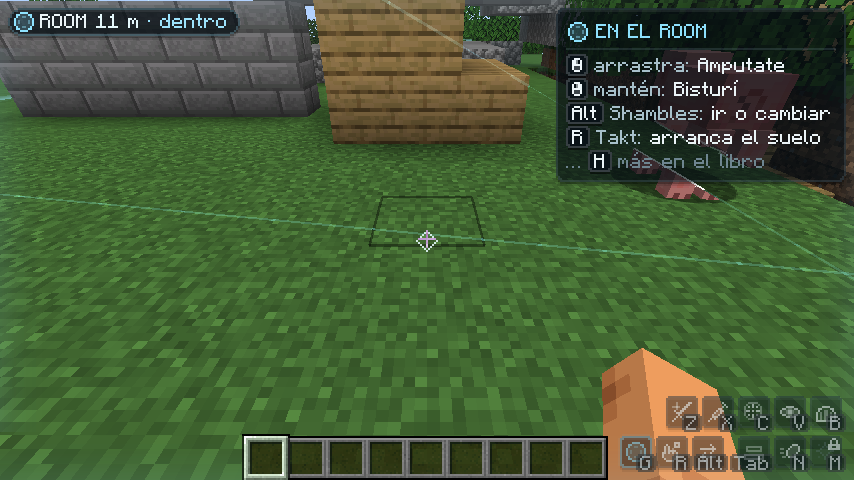 ROOM 11 m · dentro
EN EL ROOM
arrastra: Amputate
mantén: Bisturí
Alt Shambles: ir o cambiar
R Takt: arranca el suelo
... H más en el libro
Z X C V B
G R Alt Tab N M